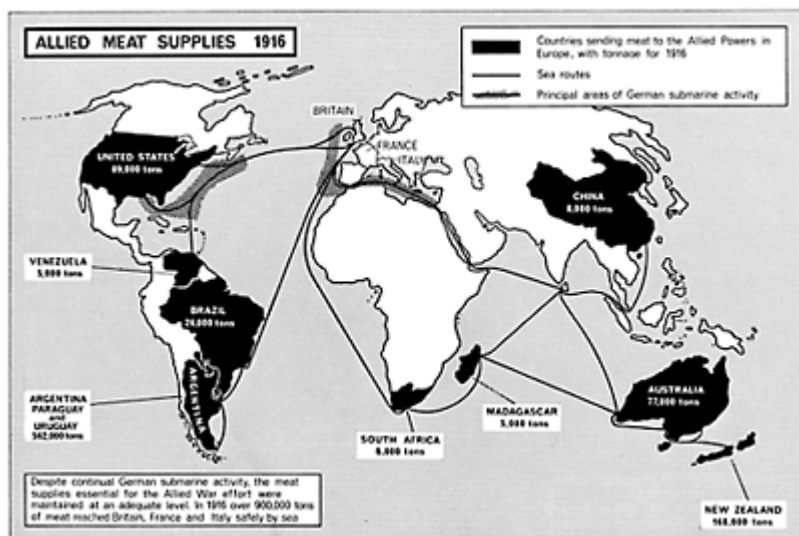 ALLIED MEAT SUPPLIES 1916
Countries sending meat to the Allied Powers in
Europe, with tonnage for 1916
Sea routes
Principal areas of German submarine activity
BRITAIN
FRANCE
ITALY
UNITED STATES
89,000 tons
CHINA
8,000 tons
VENEZUELA
5,000 tons
BRAZIL
tons
ARGENTINA
ARGENTINA
PARAGUAY
and
URUGUAY
562,000 tons
SOUTH AFRICA
tons
MADAGASCAR
5,000 tons
AUSTRALIA
77,000 tons
NEW ZEALAND
168,000 tons
Despite continual German submarine activity, the meat
supplies essential for the Allied War effort were
maintained at an adequate level. In 1916 over 900,000 tons
of meat reached Britain, France and Italy safely by sea